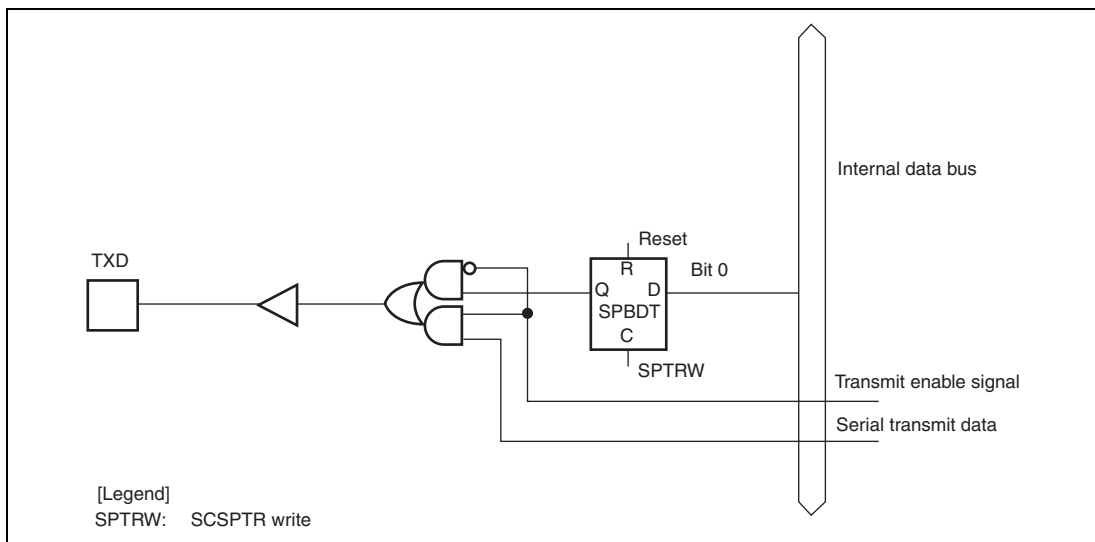 Internal data bus
Reset
TXD
Bit 0
R
Q D
SPBDT
C
SPTRW
Transmit enable signal
Serial transmit data
[Legend]
SPTRW: SCSPTR write